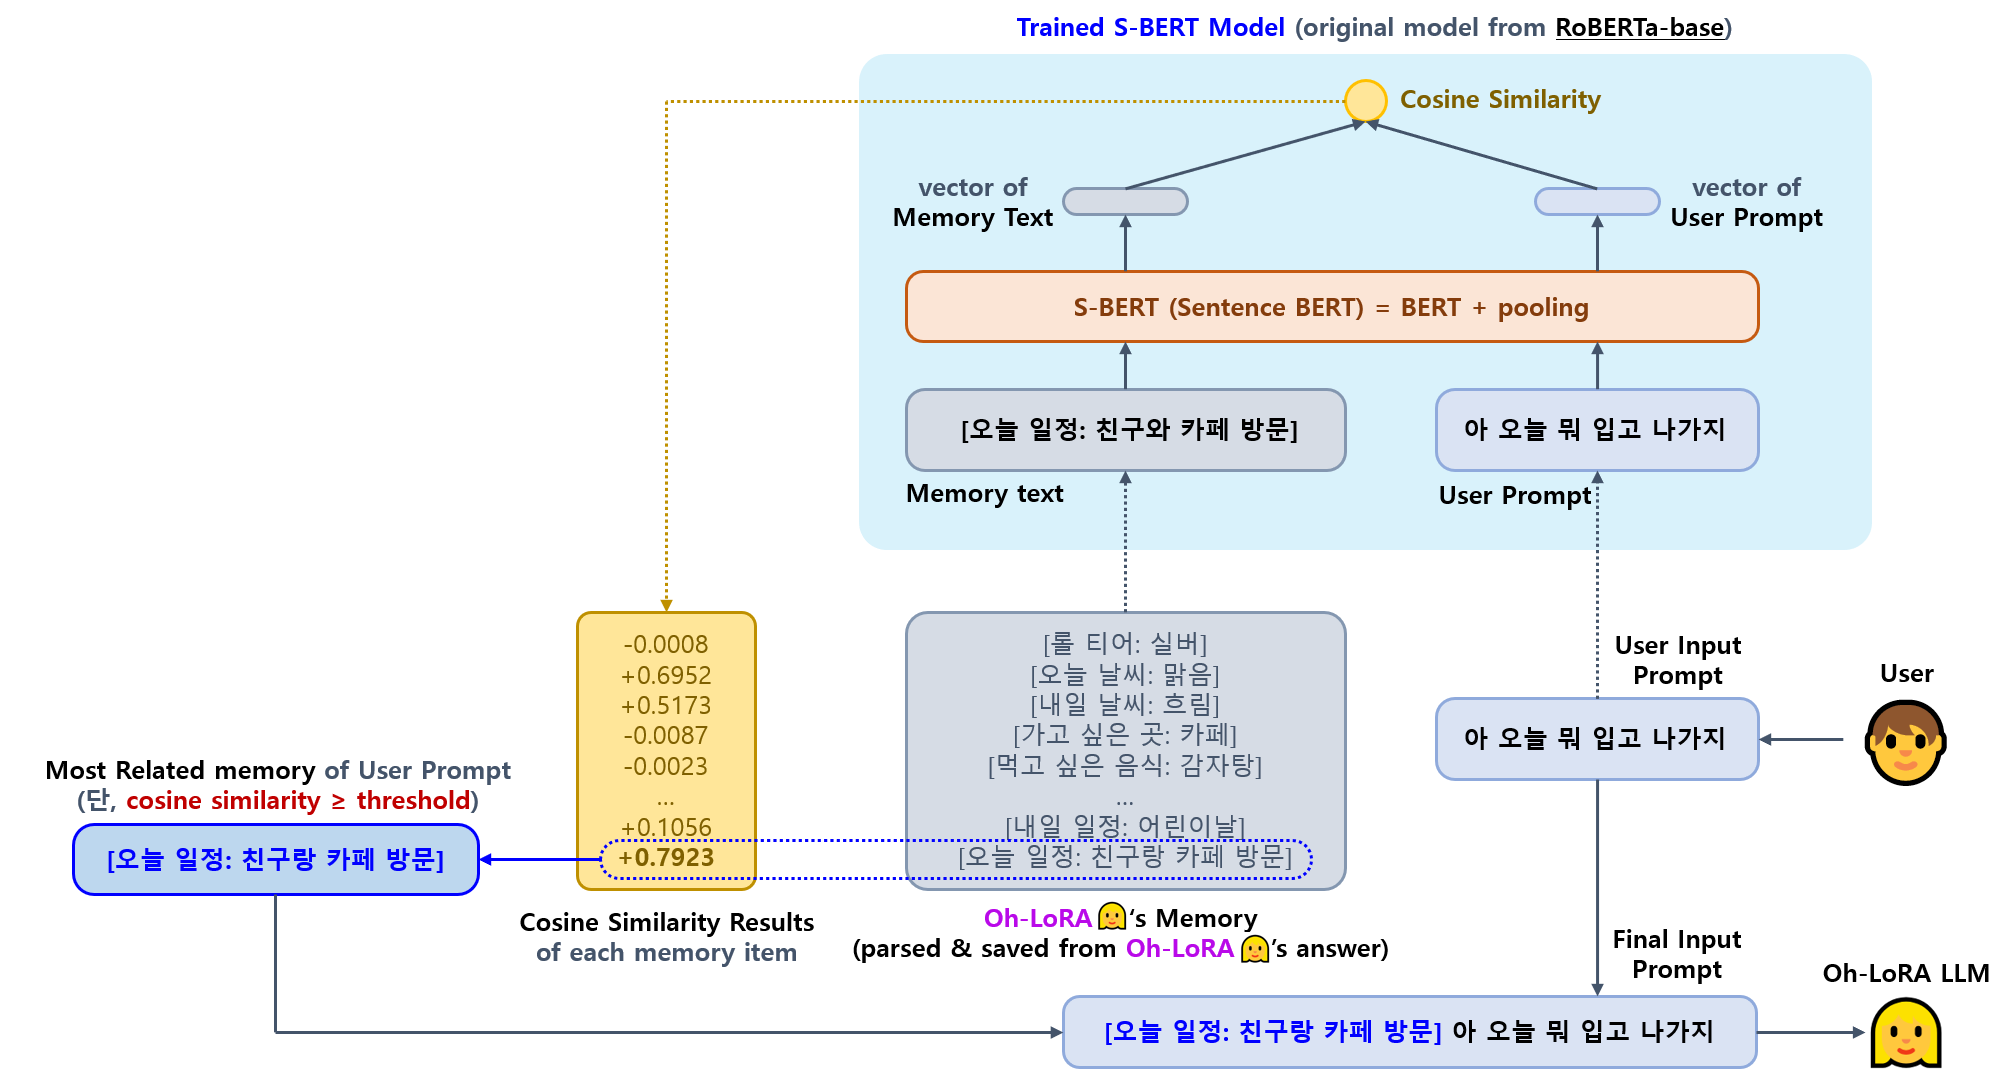 Trained S-BERT Model (original model from RoBERTa-base)
Cosine Similarity
vector of
Memory Text
vector of
User Prompt
S-BERT (Sentence BERT) = BERT + pooling
[오늘 일정: 친구와 카페 방문]
아 오늘 뭐 입고 나가지
Memory text
User Prompt
-0.0008
+0.6952
+0.5173
-0.0087
-0.0023
...
+0.1056
+0.7923
[롤 티어: 실버]
[오늘 날씨: 맑음]
[내일 날씨: 흐림]
[가고 싶은 곳: 카페]
[먹고 싶은 음식: 감자탕]
...
[내일 일정: 어린이날]
[오늘 일정: 친구랑 카페 방문]
User Input
Prompt
User
아 오늘 뭐 입고 나가지
Most Related memory of User Prompt
(단, cosine similarity ≥ threshold)
[오늘 일정: 친구랑 카페 방문]
Cosine Similarity Results
of each memory item
Oh-LoRA 's Memory
(parsed & saved from Oh-LoRA 's answer)
Final Input
Prompt
Oh-LoRA LLM
[오늘 일정: 친구랑 카페 방문] 아 오늘 뭐 입고 나가지